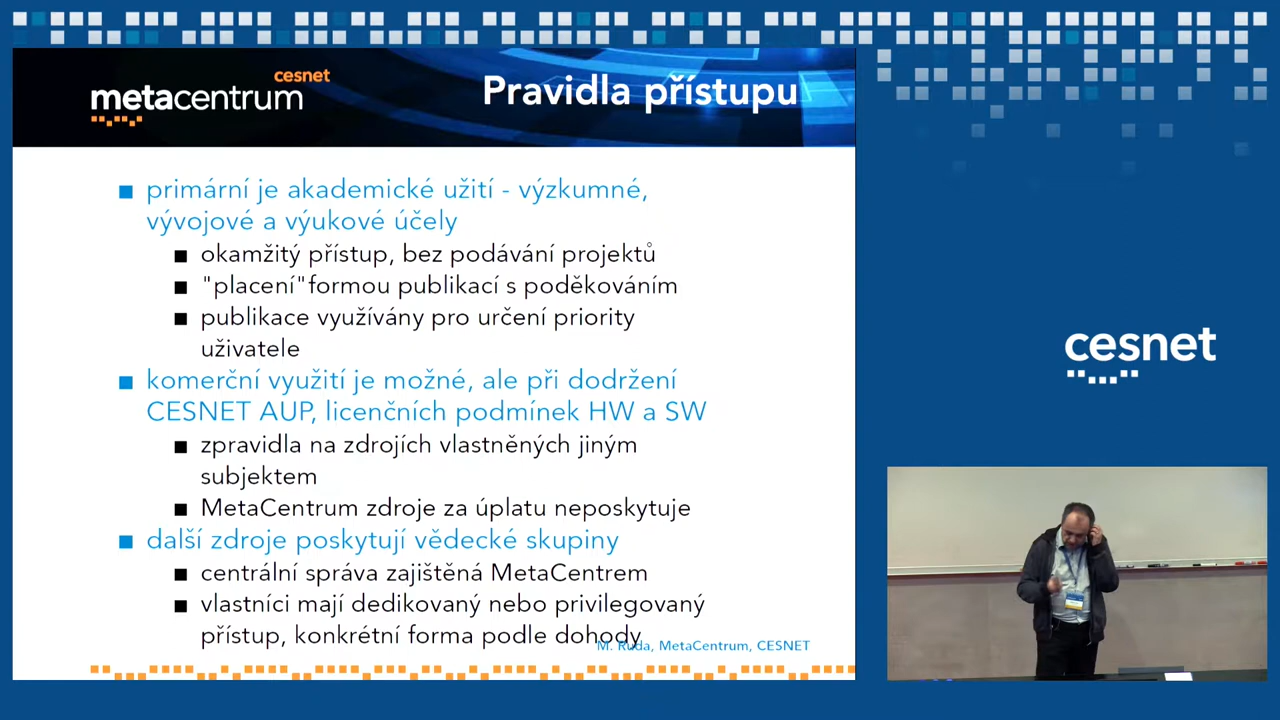 cesnet
metacentrum
Pravidla přístupu
primární je akademické užití - výzkumné,
vývojové a výukové účely
okamžitý přístup, bez podávání projektů
"placení"formou publikací s poděkováním
publikace využívány pro určení priority
uživatele
komerční využití je možné, ale při dodržení
CESNET AUP, licenčních podmínek HW a SW
zpravidla na zdrojích vlastněných jiným
subjektem
MetaCentrum zdroje za úplatu neposkytuje
další zdroje poskytují vědecké skupiny
centrální správa zajištěná MetaCentrem
vlastníci mají dedikovaný nebo privilegovaný
přístup, konkrétní forma podle dohody
M. Ruda, MetaCentrum, CESNET
cesnet